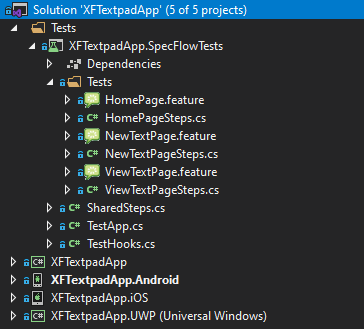 Solution 'XFTextpadApp' (5 of 5 projects)
Tests
XFTextpadApp.SpecFlowTests
Dependencies
Tests
HomePage.feature
C# HomePageSteps.cs
NewTextPage.feature
C# NewTextPageSteps.cs
ViewTextPage.feature
C# ViewTextPageSteps.cs
C# SharedSteps.cs
C# TestApp.cs
C# TestHooks.cs
C# XFTextpadApp
XFTextpadApp.Android
XFTextpadApp.iOS
C# XFTextpadApp.UWP (Universal Windows)